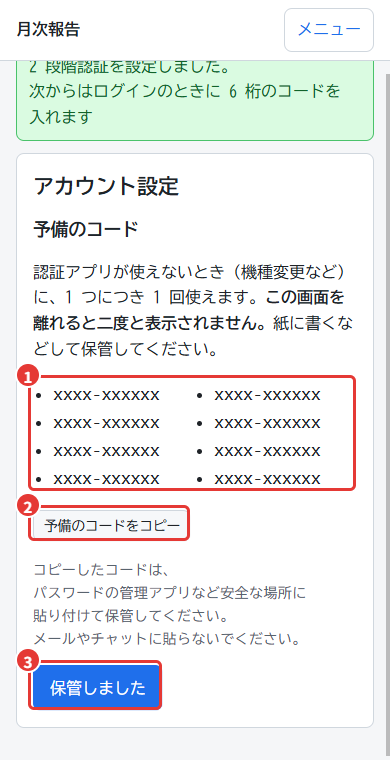 月次報告
メニュー
2 段階認証を設定しました。
次からはログインのときに 6 桁のコードを
入れます
アカウント設定
予備のコード
認証アプリが使えないとき（機種変更など）
に、1 つにつき 1 回使えます。この画面を
離れると二度と表示されません。紙に書くな
どして保管してください。
1
• xxxx-xxxxxx • xxxx-xxxxxx
• xxxx-xxxxxx • xxxx-xxxxxx
• xxxx-xxxxxx • xxxx-xxxxxx
• xxxx-xxxxxx • xxxx-xxxxxx
2
予備のコードをコピー
コピーしたコードは、
パスワードの管理アプリなど安全な場所に
貼り付けて保管してください。
メールやチャットに貼らないでください。
3
保管しました